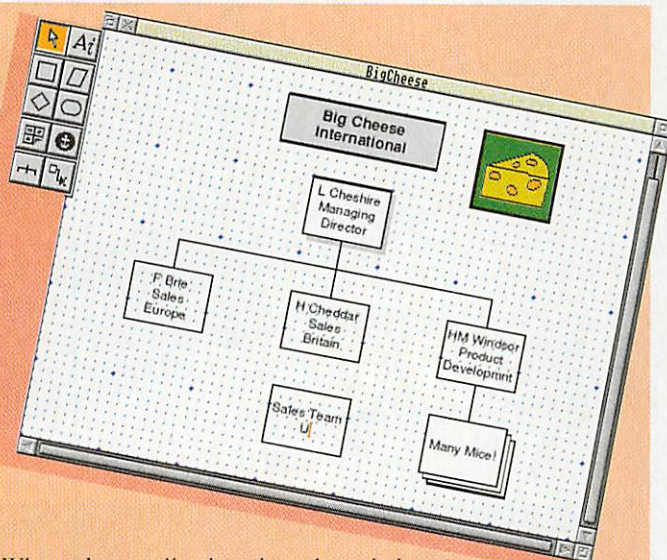 Ai
BigCheese
Big Cheese
International
L Cheshire
Managing
Director
F Brie
Sales
Europe
H Cheddar
Sales
Britain
HM Windsor
Product
Developmnt
Sales Team
U
Many Mice!